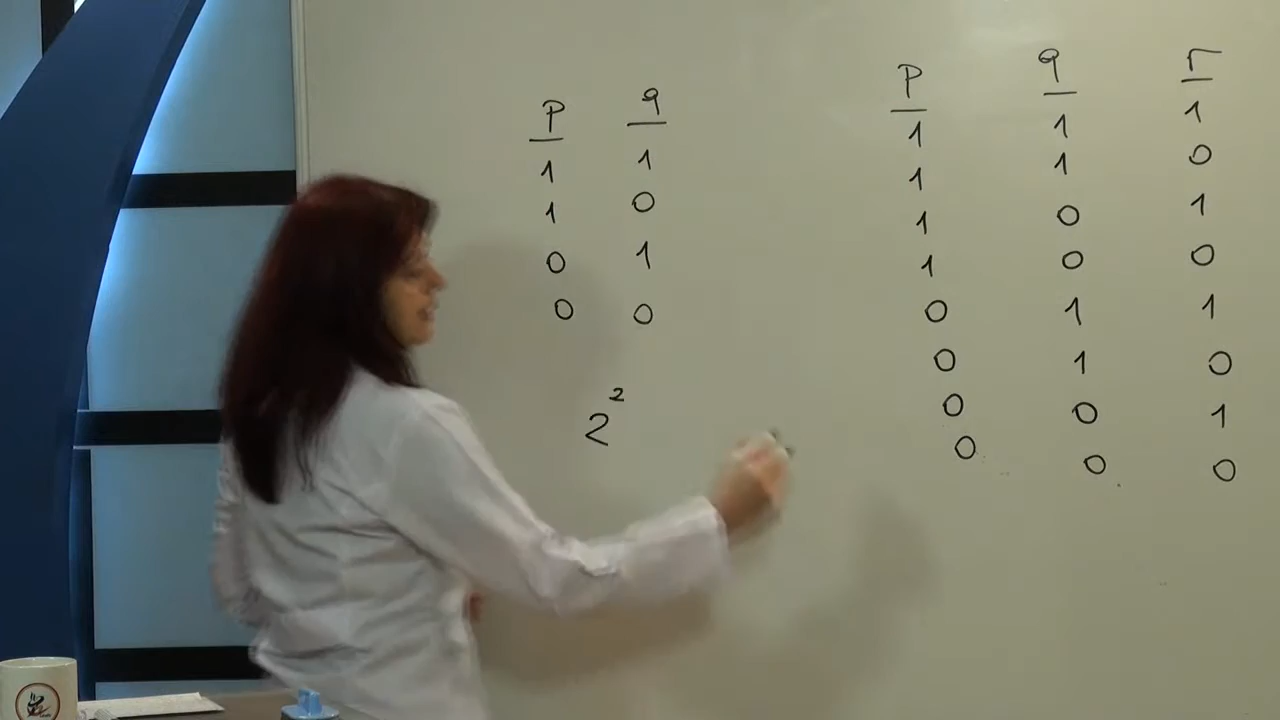 p q
1 1
1 0
0 1
0 0
2²
p q r
1 1 1
1 1 0
1 0 1
1 0 0
0 1 1
0 1 0
0 0 1
0 0 0